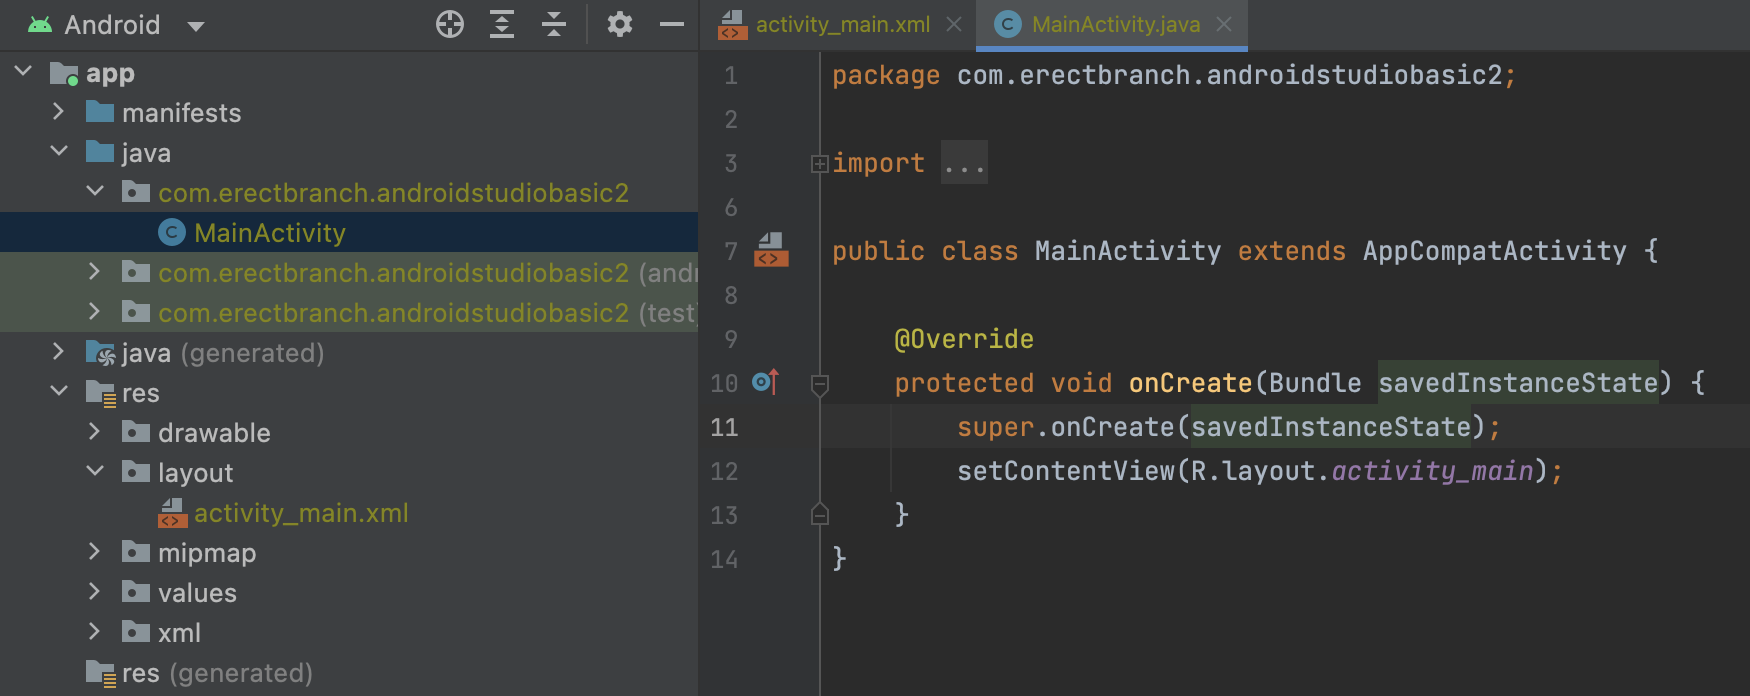 Android
app
manifests
java
com.erectbranch.androidstudiobasic2
MainActivity
com.erectbranch.androidstudiobasic2 (and
com.erectbranch.androidstudiobasic2 (test
java (generated)
res
drawable
layout
activity_main.xml
mipmap
values
xml
res (generated)
activity_main.xml
MainActivity.java
1 package com.erectbranch.androidstudiobasic2;
2
3 import ...
6
7 public class MainActivity extends AppCompatActivity {
8
9 @Override
10 protected void onCreate(Bundle savedInstanceState) {
11 super.onCreate(savedInstanceState);
12 setContentView(R.layout.activity_main);
13 }
14 }